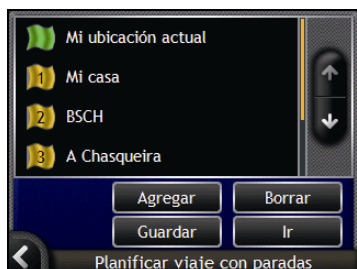 Mi ubicación actual
1 Mi casa
2 BSCH
3 A Chasqueira
Agregar Borrar
Guardar Ir
Planificar viaje con paradas